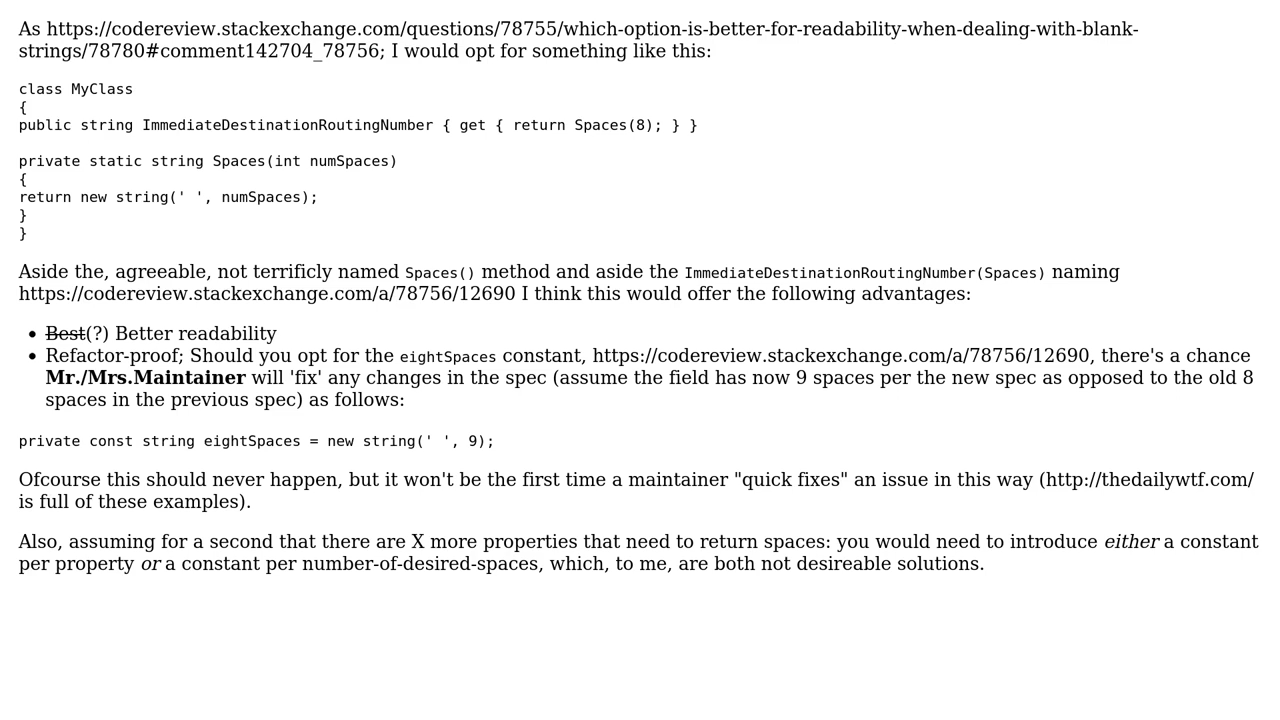 As https://codereview.stackexchange.com/questions/78755/which-option-is-better-for-readability-when-dealing-with-blank-
strings/78780#comment142704_78756; I would opt for something like this:
class MyClass
{
public string ImmediateDestinationRoutingNumber { get { return Spaces(8); } }
private static string Spaces(int numSpaces)
{
return new string(' ', numSpaces);
}
}
Aside the, agreeable, not terrificly named Spaces() method and aside the ImmediateDestinationRoutingNumber(Spaces) naming
https://codereview.stackexchange.com/a/78756/12690 I think this would offer the following advantages:
• Best(?) Better readability
• Refactor-proof; Should you opt for the eightSpaces constant, https://codereview.stackexchange.com/a/78756/12690, there's a chance
Mr./Mrs.Maintainer will 'fix' any changes in the spec (assume the field has now 9 spaces per the new spec as opposed to the old 8
spaces in the previous spec) as follows:
private const string eightSpaces = new string(' ', 9);
Ofcourse this should never happen, but it won't be the first time a maintainer "quick fixes" an issue in this way (http://thedailywtf.com/
is full of these examples).
Also, assuming for a second that there are X more properties that need to return spaces: you would need to introduce either a constant
per property or a constant per number-of-desired-spaces, which, to me, are both not desireable solutions.